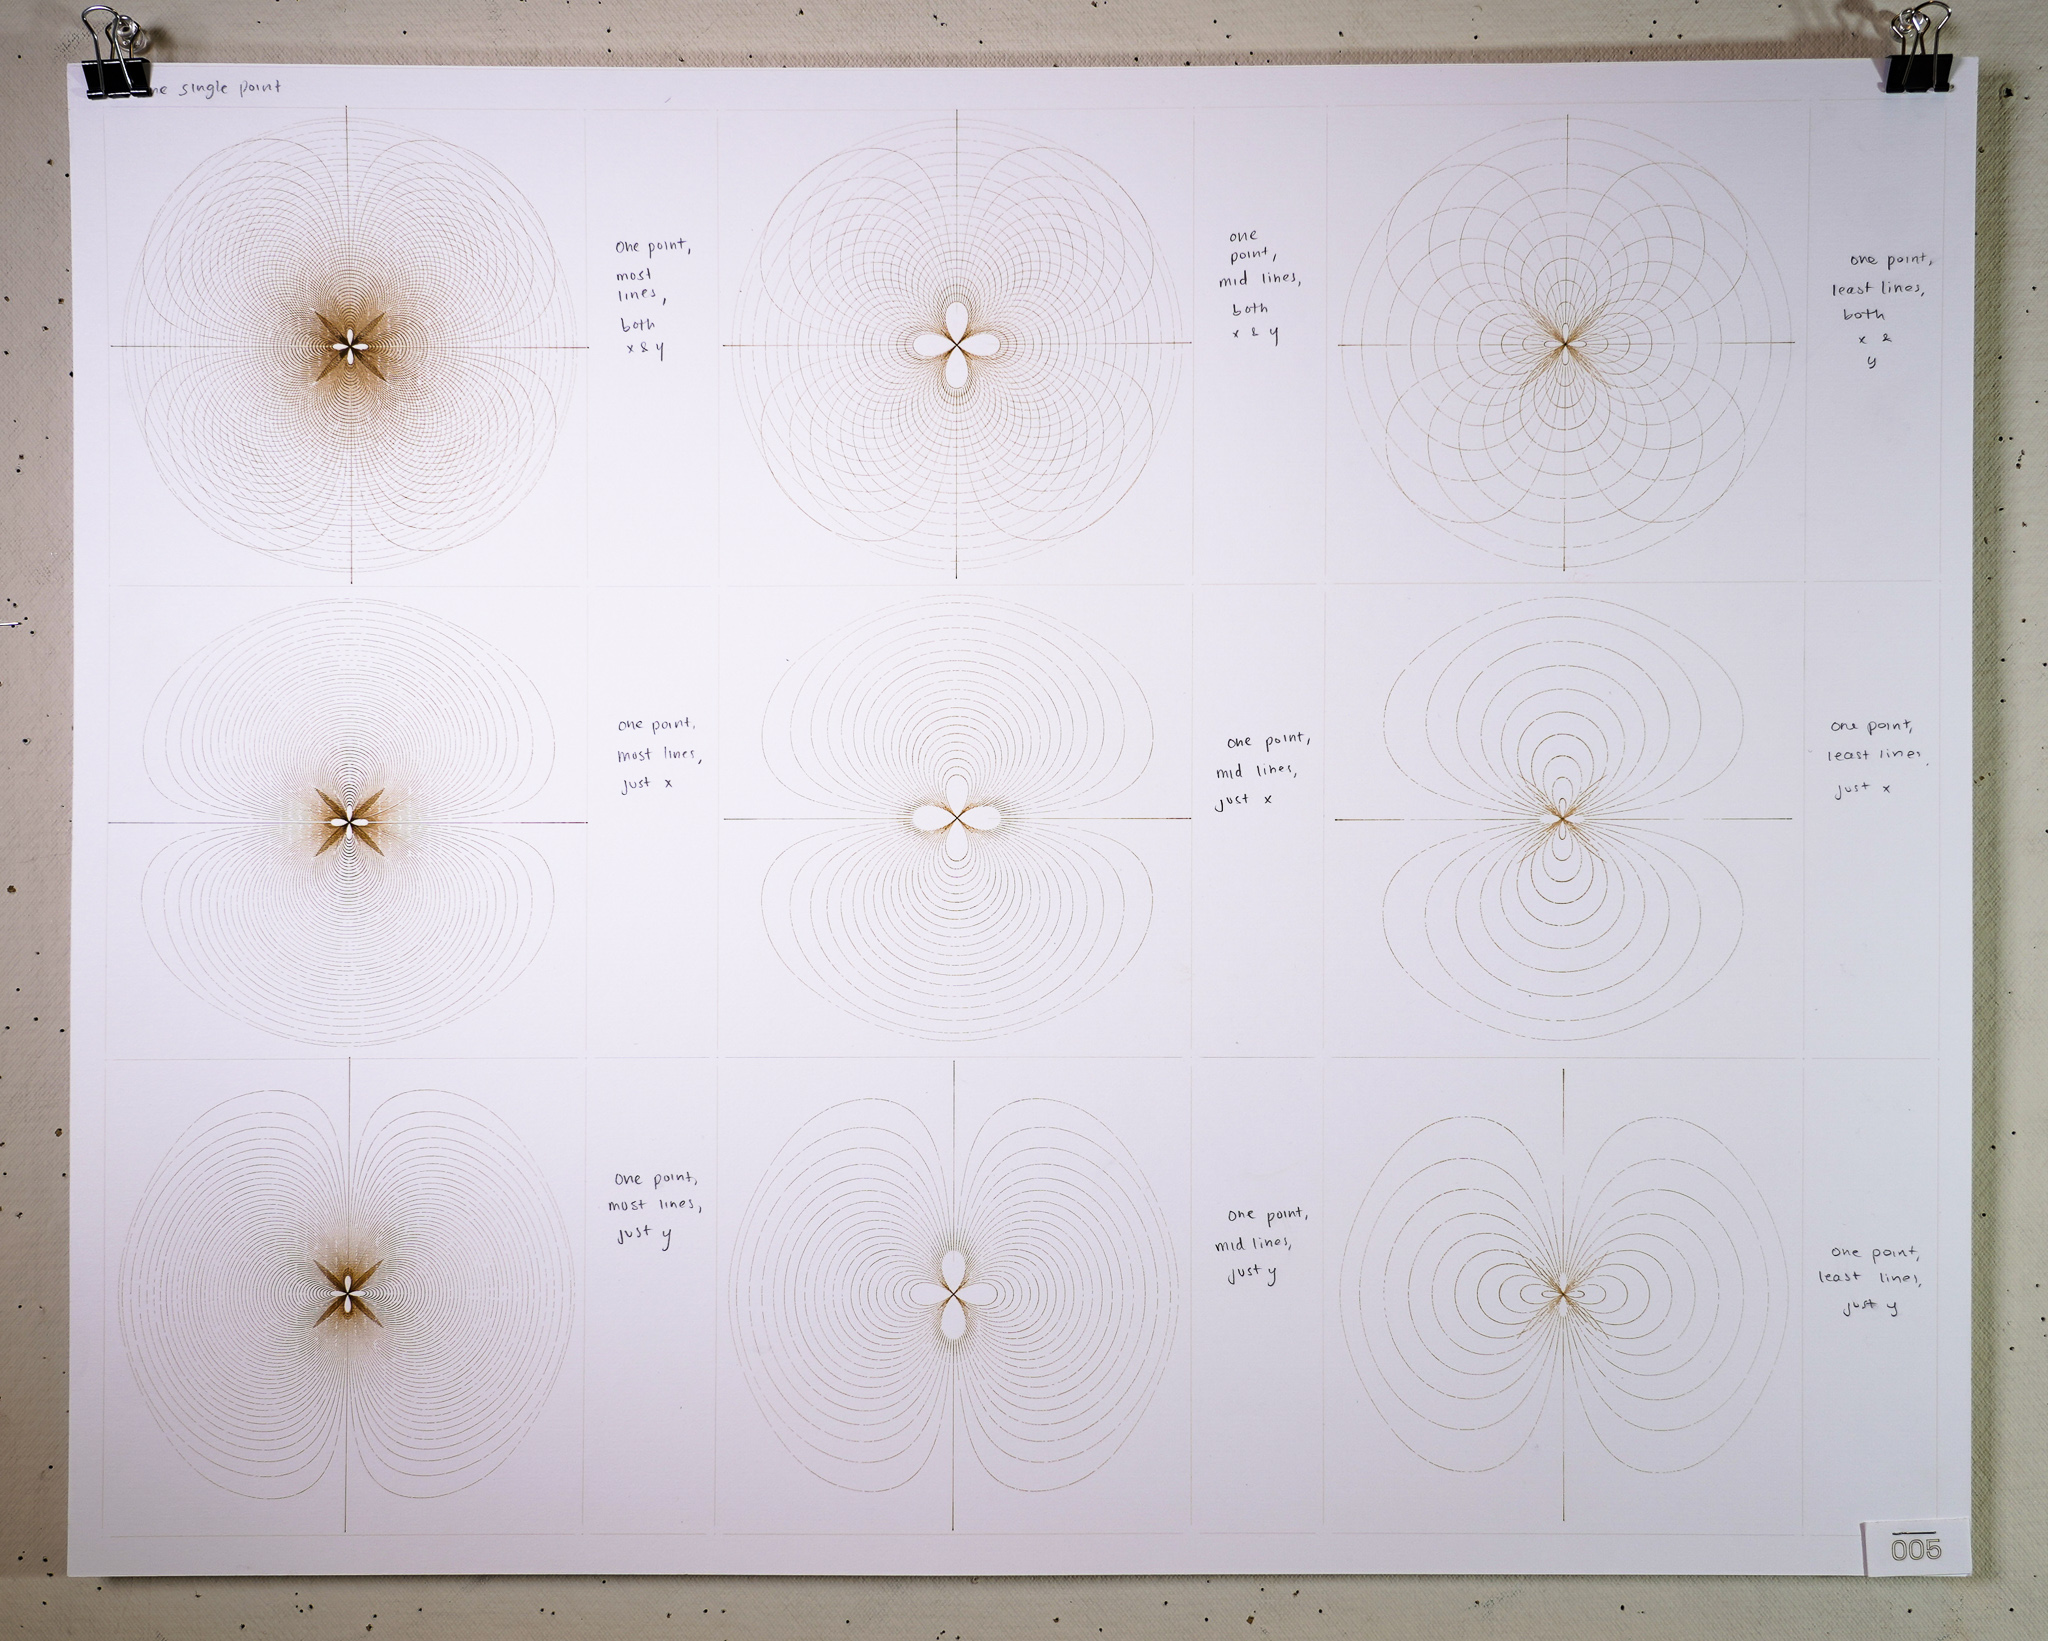 single point
One point,
most
lines,
both
x & y
one
point,
mid lines,
both
x & y
one point,
least lines,
both
x &
y
one point,
most lines,
just x
one point,
mid lines,
just x
one point,
least lines,
just x
One point,
most lines,
just y
one point,
mid lines,
just y
one point,
least lines,
just y
005